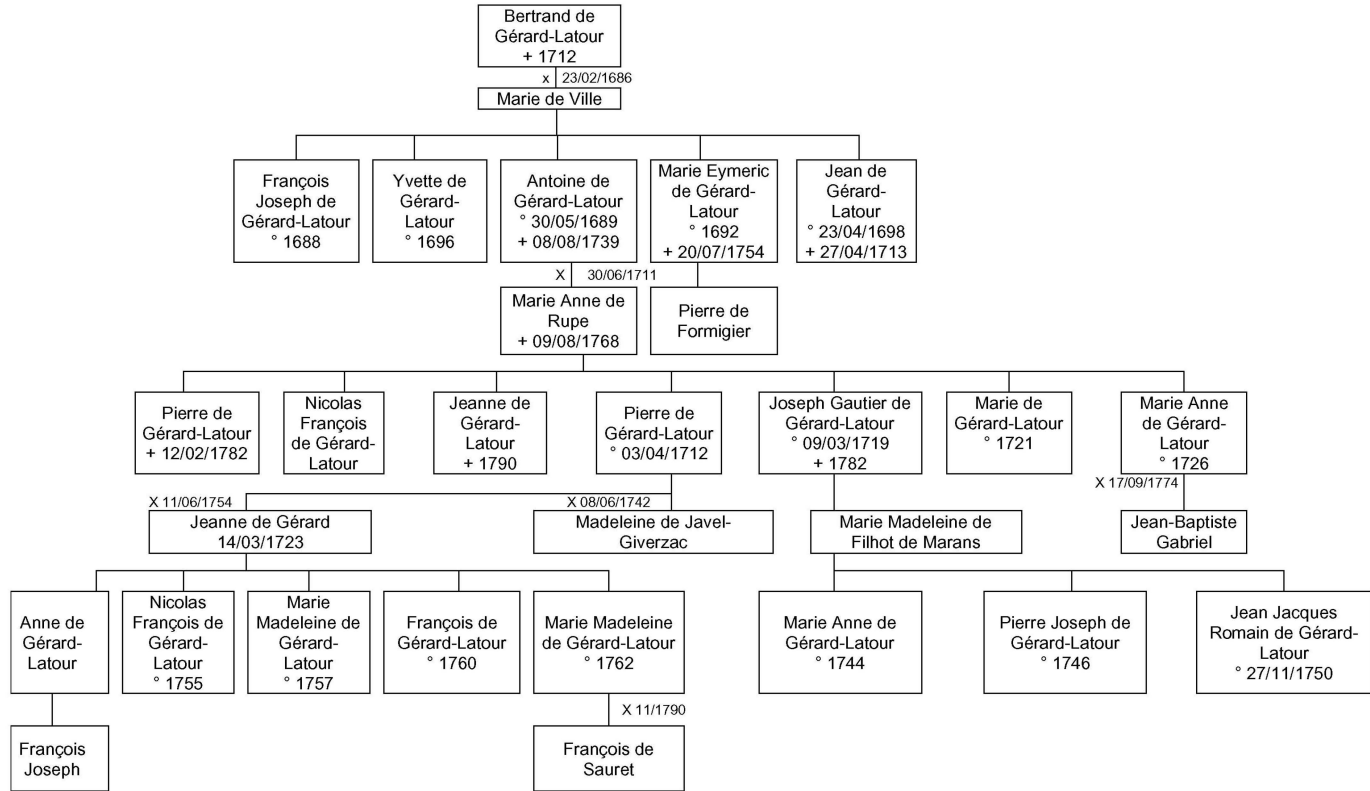 Bertrand de
Gérard-Latour
+ 1712
x 23/02/1686
Marie de Ville
François
Joseph de
Gérard-Latour
° 1688
Yvette de
Gérard-
Latour
° 1696
Antoine de
Gérard-Latour
° 30/05/1689
+ 08/08/1739
Marie Eymeric
de Gérard-
Latour
° 1692
+ 20/07/1754
Jean de
Gérard-
Latour
° 23/04/1698
+ 27/04/1713
X 30/06/1711
Marie Anne de
Rupe
+ 09/08/1768
Pierre de
Formigier
Pierre de
Gérard-Latour
+ 12/02/1782
Nicolas
François
de Gérard-
Latour
Jeanne de
Gérard-
Latour
+ 1790
Pierre de
Gérard-Latour
° 03/04/1712
Joseph Gautier de
Gérard-Latour
° 09/03/1719
+ 1782
Marie de
Gérard-Latour
° 1721
Marie Anne
de Gérard-
Latour
° 1726
X 11/06/1754
X 08/06/1742
X 17/09/1774
Jeanne de Gérard
14/03/1723
Madeleine de Javel-
Giverzac
Marie Madeleine de
Filhot de Marans
Jean-Baptiste
Gabriel
Anne de
Gérard-
Latour
Nicolas
François de
Gérard-
Latour
° 1755
Marie
Madeleine de
Gérard-
Latour
° 1757
François de
Gérard-Latour
° 1760
Marie Madeleine
de Gérard-Latour
° 1762
Marie Anne de
Gérard-Latour
° 1744
Pierre Joseph de
Gérard-Latour
° 1746
Jean Jacques
Romain de Gérard-
Latour
° 27/11/1750
X 11/1790
François
Joseph
François de
Sauret